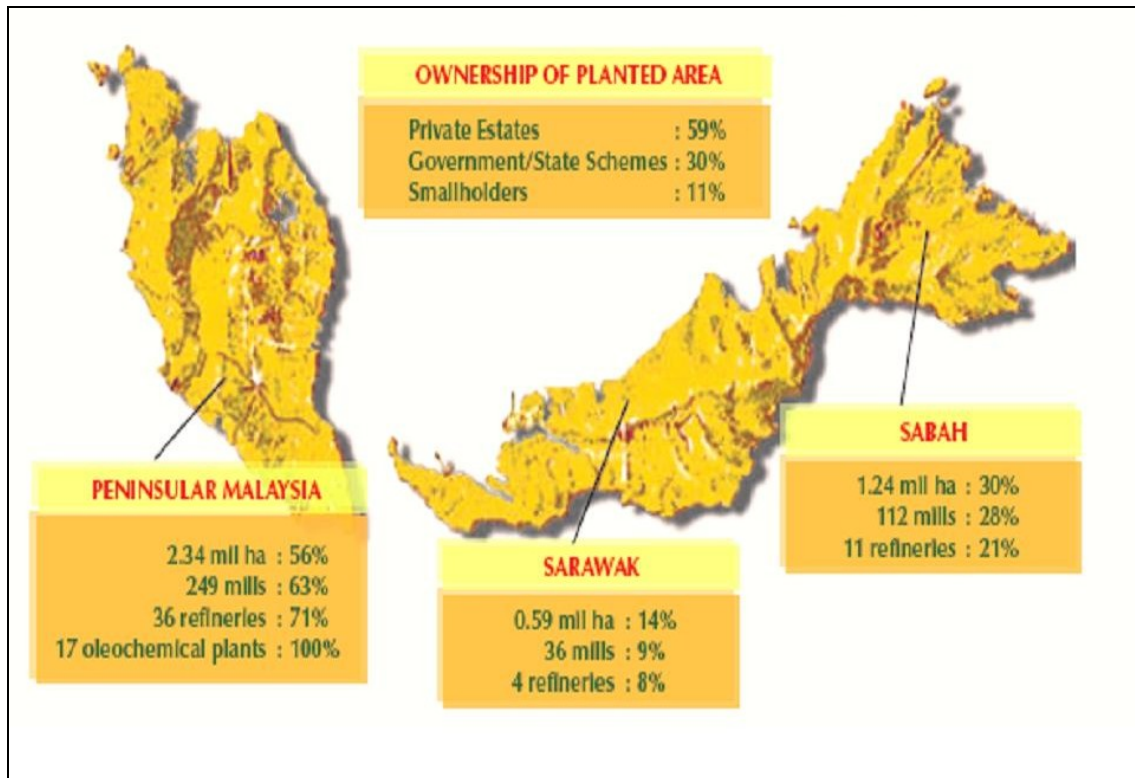 OWNERSHIP OF PLANTED AREA
Private Estates : 59%
Government/State Schemes : 30%
Smallholders : 11%
PENINSULAR MALAYSIA
2.34 mil ha : 56%
249 mills : 63%
36 refineries : 71%
17 oleochemical plants : 100%
SARAWAK
0.59 mil ha : 14%
36 mills : 9%
4 refineries : 8%
SABAH
1.24 mil ha : 30%
112 mills : 28%
11 refineries : 21%